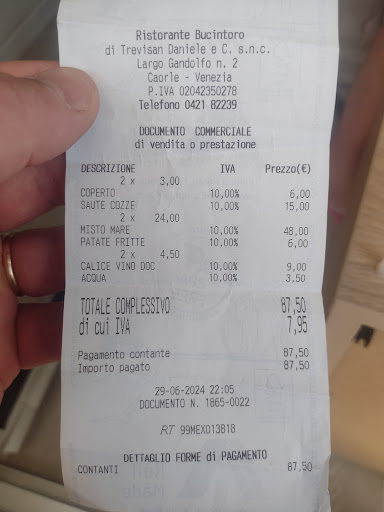 Ristorante Bucintoro
di Trevisan Daniele e C. s.n.c.
Largo Gandolfo n. 2
Caorle - Venezia
P.IVA 02042350278
Telefono 0421 82239
DOCUMENTO COMMERCIALE
di vendita o prestazione
DESCRIZIONE IVA Prezzo(€)
2 x 3,00
COPERTO 10,00% 6,00
SAUTE COZZE 10,00% 15,00
2 x 24,00
MISTO MARE 10,00% 48,00
PATATE FRITTE 10,00% 6,00
2 x 4,50
CALICE VINO DOC 10,00% 9,00
ACQUA 10,00% 3,50
TOTALE COMPLESSIVO 87,50
di cui IVA 7,95
Pagamento contante 87,50
Importo pagato 87,50
29-06-2024 22:05
DOCUMENTO N. 1865-0022
RT 99MEX013818
DETTAGLIO FORME di PAGAMENTO
CONTANTI 87,50